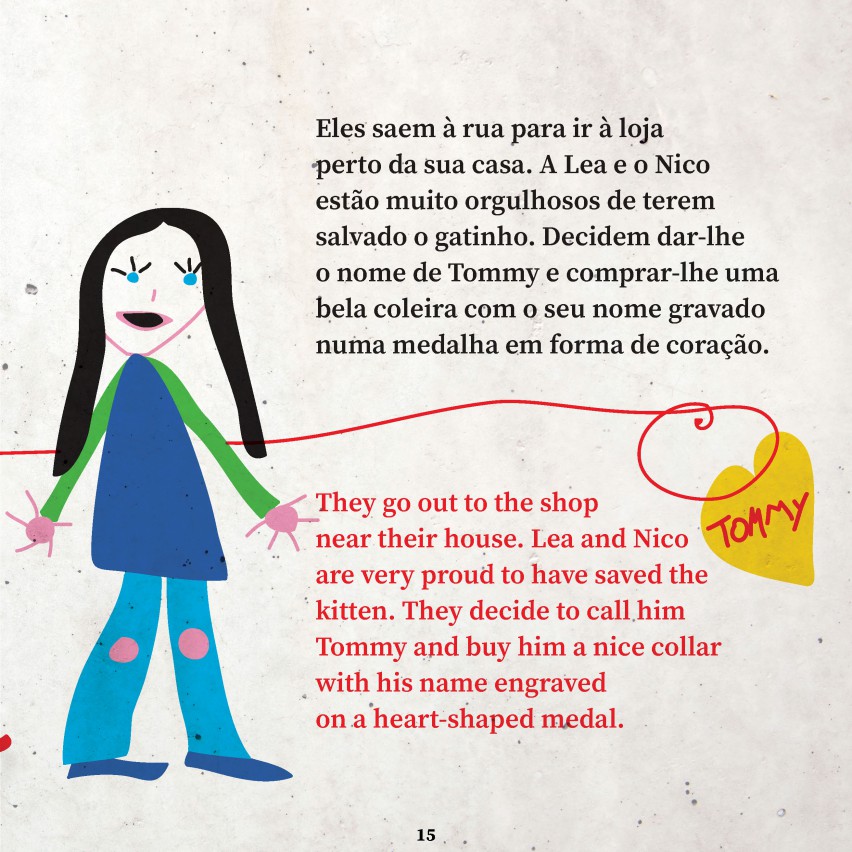 Eles saem à rua para ir à loja
perto da sua casa. A Lea e o Nico
estão muito orgulhosos de terem
salvado o gatinho. Decidem dar-lhe
o nome de Tommy e comprar-lhe uma
bela coleira com o seu nome gravado
numa medalha em forma de coração.
They go out to the shop
near their house. Lea and Nico
are very proud to have saved the
kitten. They decide to call him
Tommy and buy him a nice collar
with his name engraved
on a heart-shaped medal.
TOMMY
15